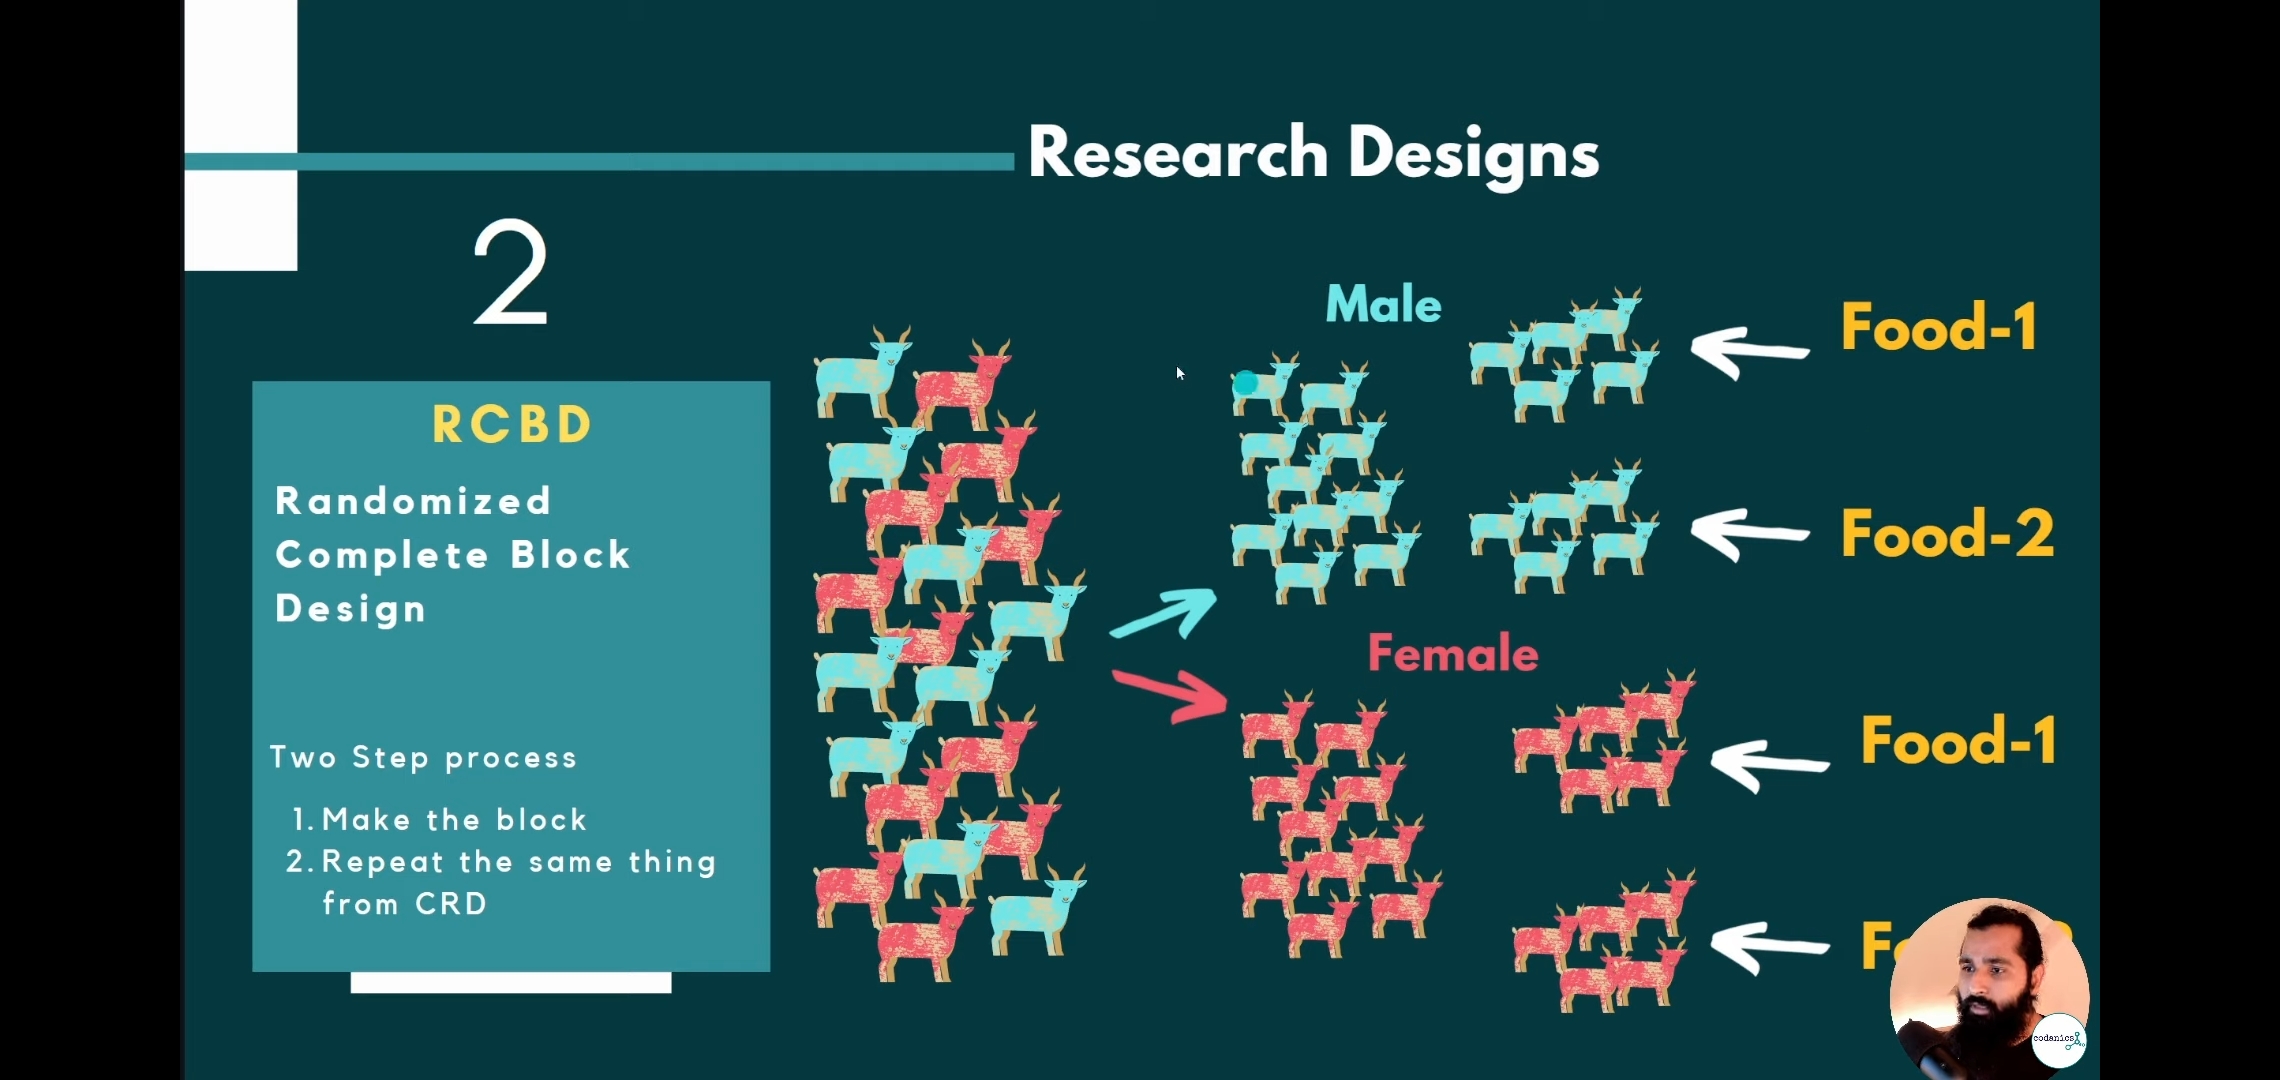 Research Designs
2
RCBD
Randomized
Complete Block
Design
Two Step process
1. Make the block
2. Repeat the same thing
from CRD
Male
Food-1
Food-2
Female
Food-1
codanics